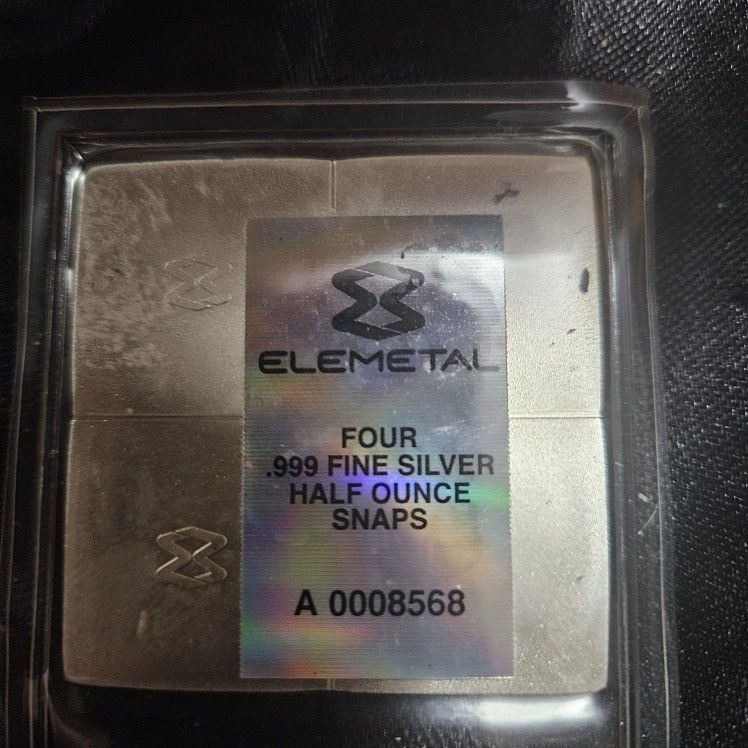 ELEMETAL
FOUR
.999 FINE SILVER
HALF OUNCE
SNAPS
A 0008568